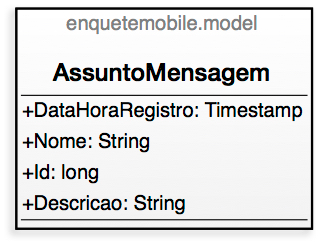 enquetemobile.model
AssuntoMensagem
+DataHoraRegistro: Timestamp
+Nome: String
+Id: long
+Descricao: String